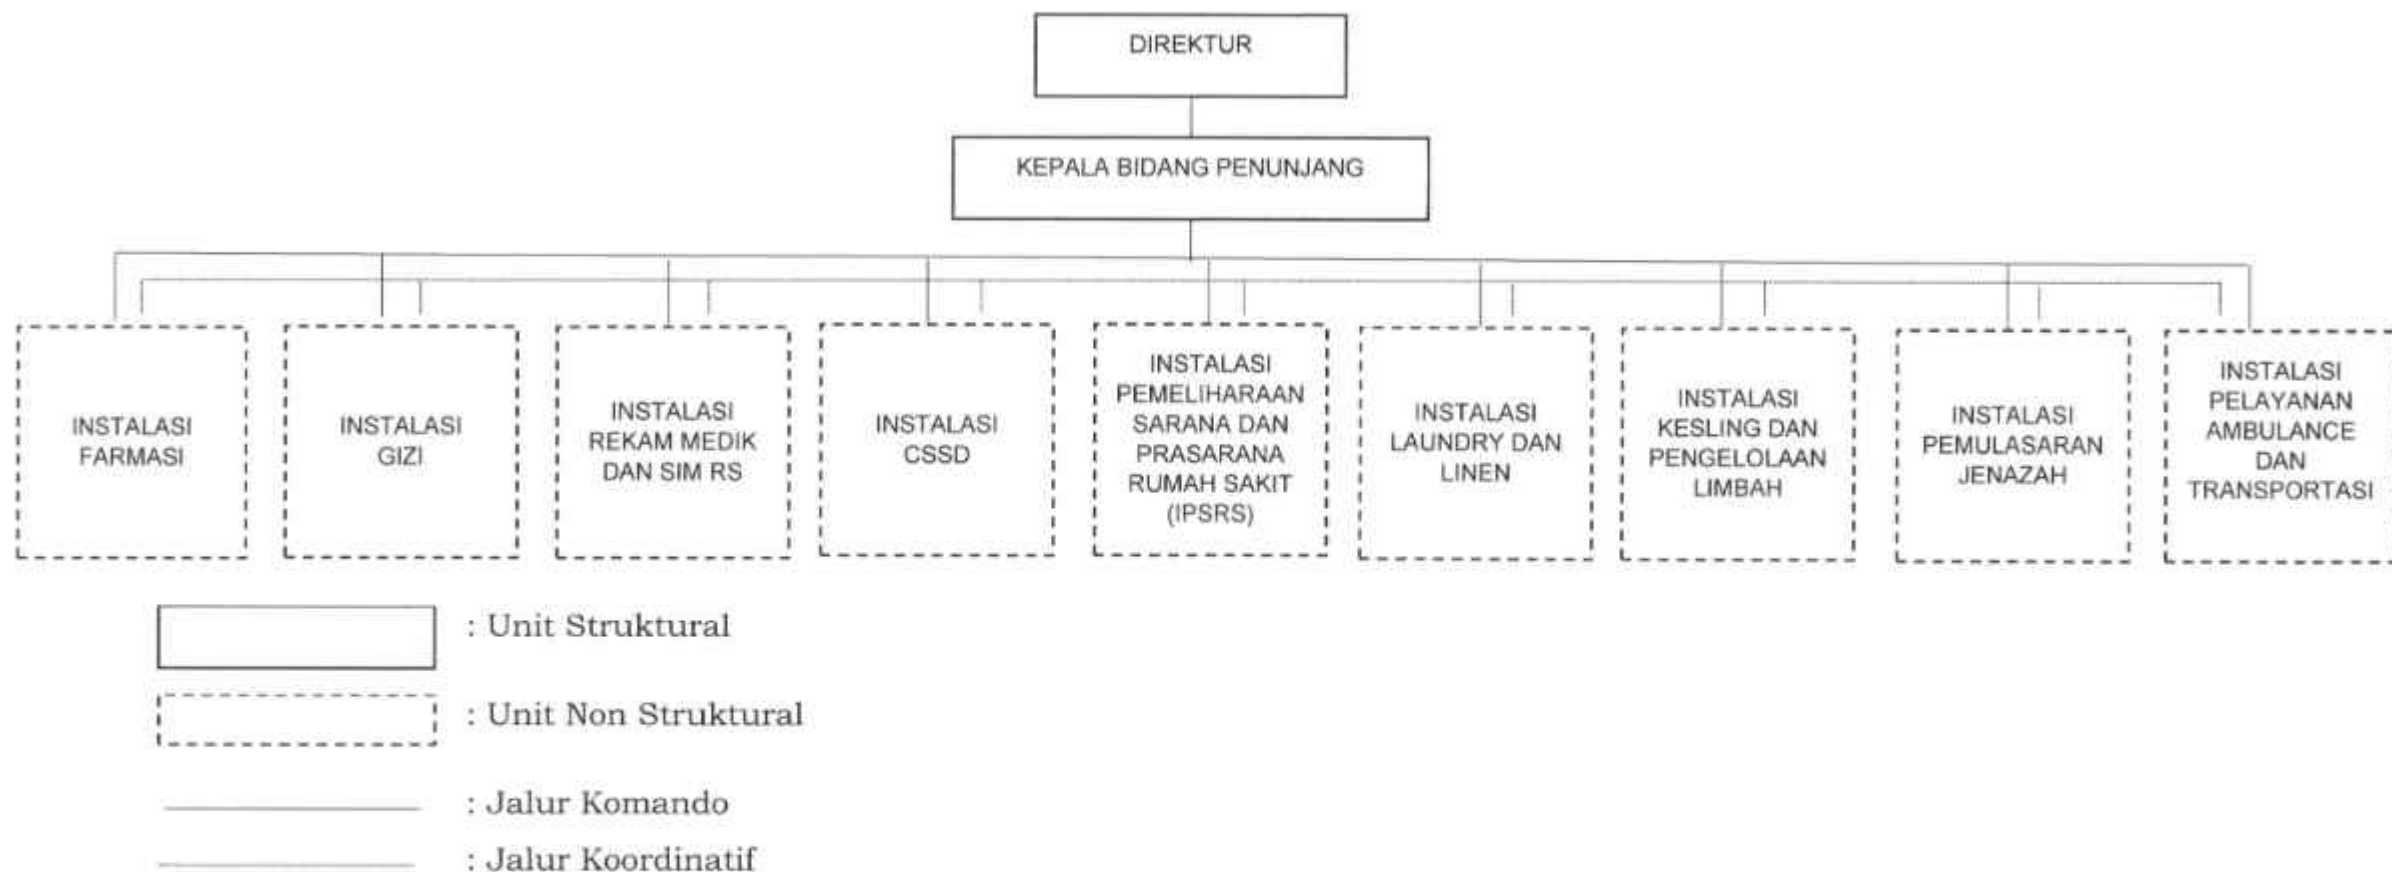 DIREKTUR
KEPALA BIDANG PENUNJANG
INSTALASI
FARMASI
INSTALASI
GIZI
INSTALASI
REKAM MEDIK
DAN SIM RS
INSTALASI
CSSD
INSTALASI
PEMELIHARAAN
SARANA DAN
PRASARANA
RUMAH SAKIT
(IPSRS)
INSTALASI
LAUNDRY DAN
LINEN
INSTALASI
KESLING DAN
PENGELOLAAN
LIMBAH
INSTALASI
PEMULASARAN
JENAZAH
INSTALASI
PELAYANAN
AMBULANCE
DAN
TRANSPORTASI
: Unit Struktural
: Unit Non Struktural
: Jalur Komando
: Jalur Koordinatif